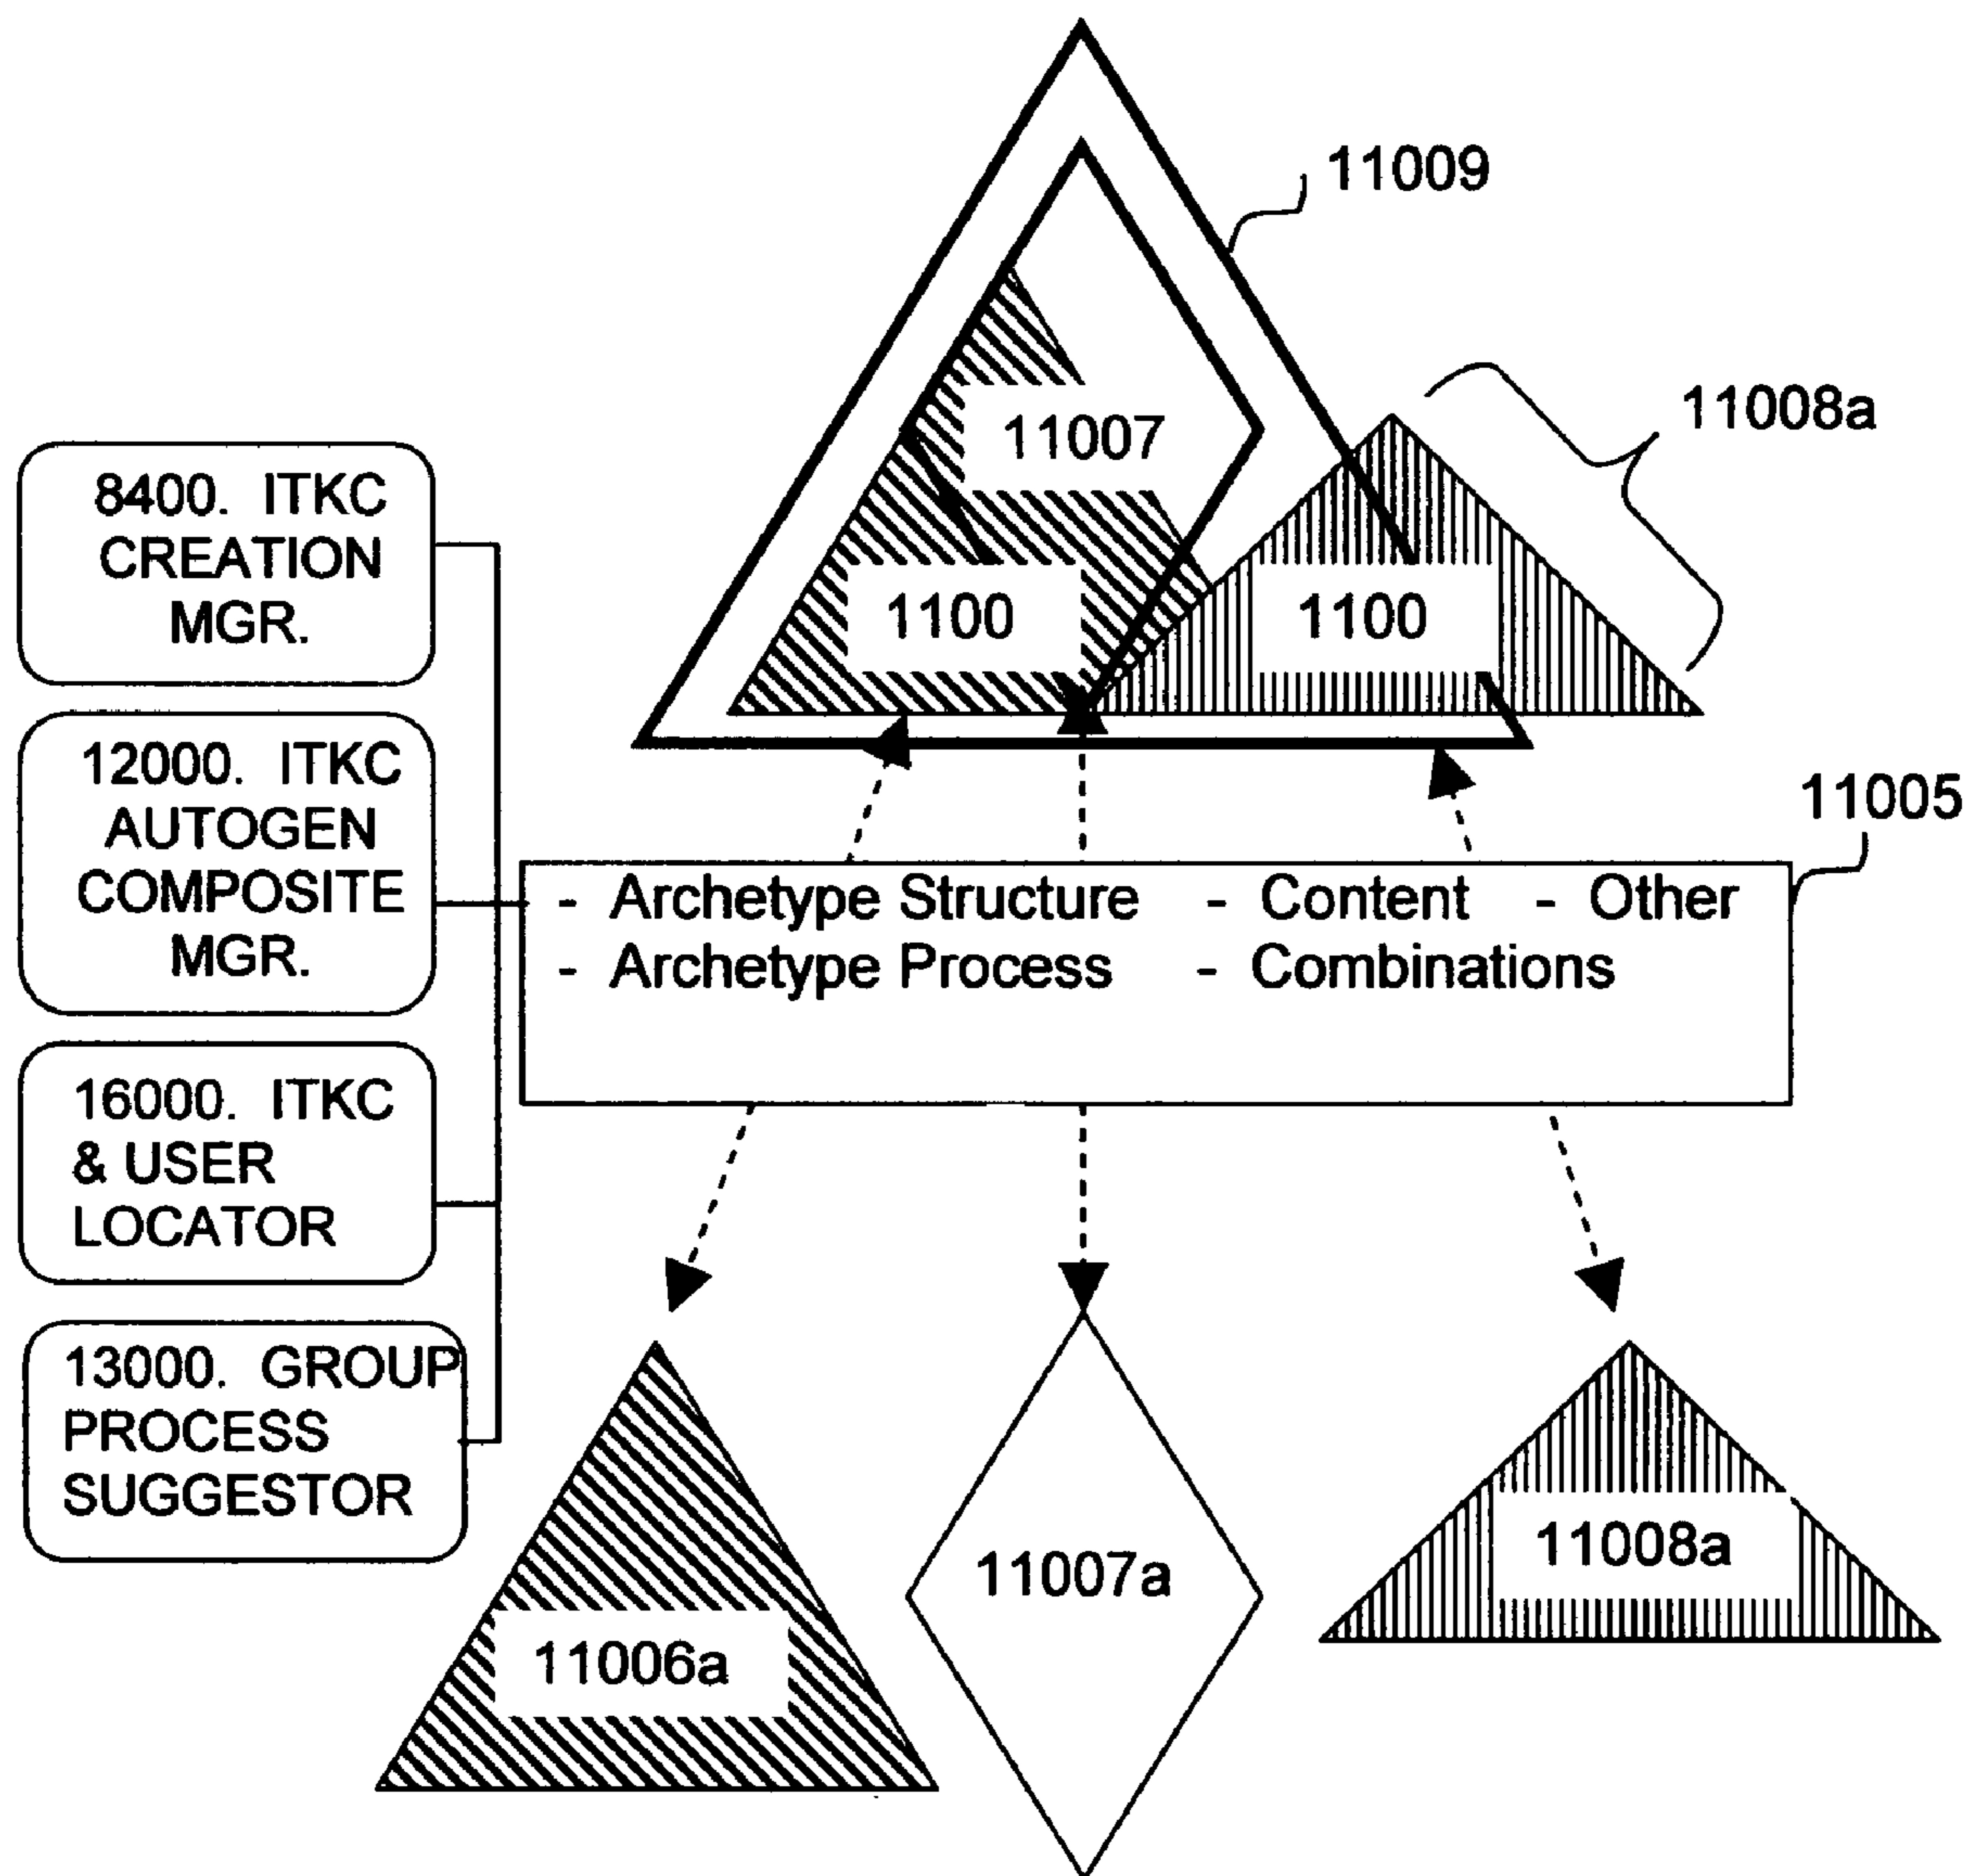 11009
11008a
11007
1100
1100
8400. ITKC
CREATION
MGR.
12000. ITKC
AUTOGEN
COMPOSITE
MGR.
16000. ITKC
& USER
LOCATOR
13000. GROUP
PROCESS
SUGGESTOR
11005
- Archetype Structure - Content - Other
- Archetype Process - Combinations
11006a
11007a
11008a